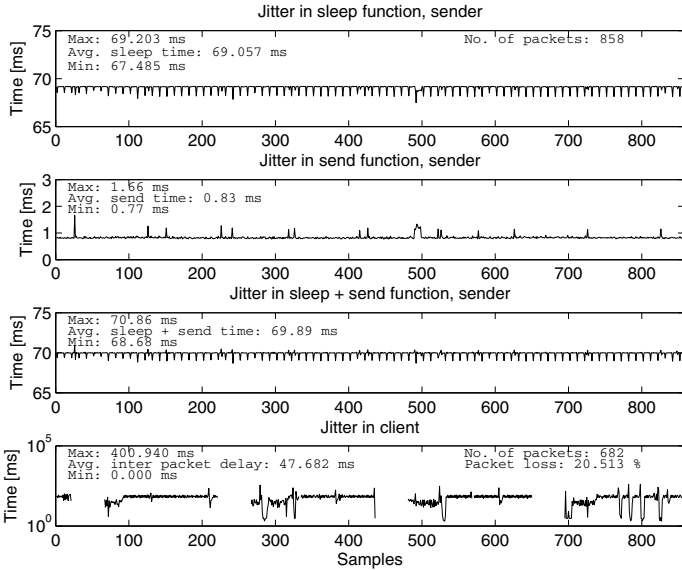 Jitter in sleep function, sender
75
Max: 69.203 ms
No. of packets: 858
Avg. sleep time: 69.057 ms
Min: 67.485 ms
70
65
Time [ms]
0 100 200 300 400 500 600 700 800
Jitter in send function, sender
3
Max: 1.66 ms
Avg. send time: 0.83 ms
Min: 0.77 ms
2
1
0
Time [ms]
0 100 200 300 400 500 600 700 800
Jitter in sleep + send function, sender
75
Max: 70.86 ms
Avg. sleep + send time: 69.89 ms
Min: 68.68 ms
70
65
Time [ms]
0 100 200 300 400 500 600 700 800
Jitter in client
10^5
Max: 400.940 ms
No. of packets: 682
Avg. inter packet delay: 47.682 ms
Packet loss: 20.513 %
Min: 0.000 ms
10^0
Time [ms]
0 100 200 300 400 500 600 700 800
Samples